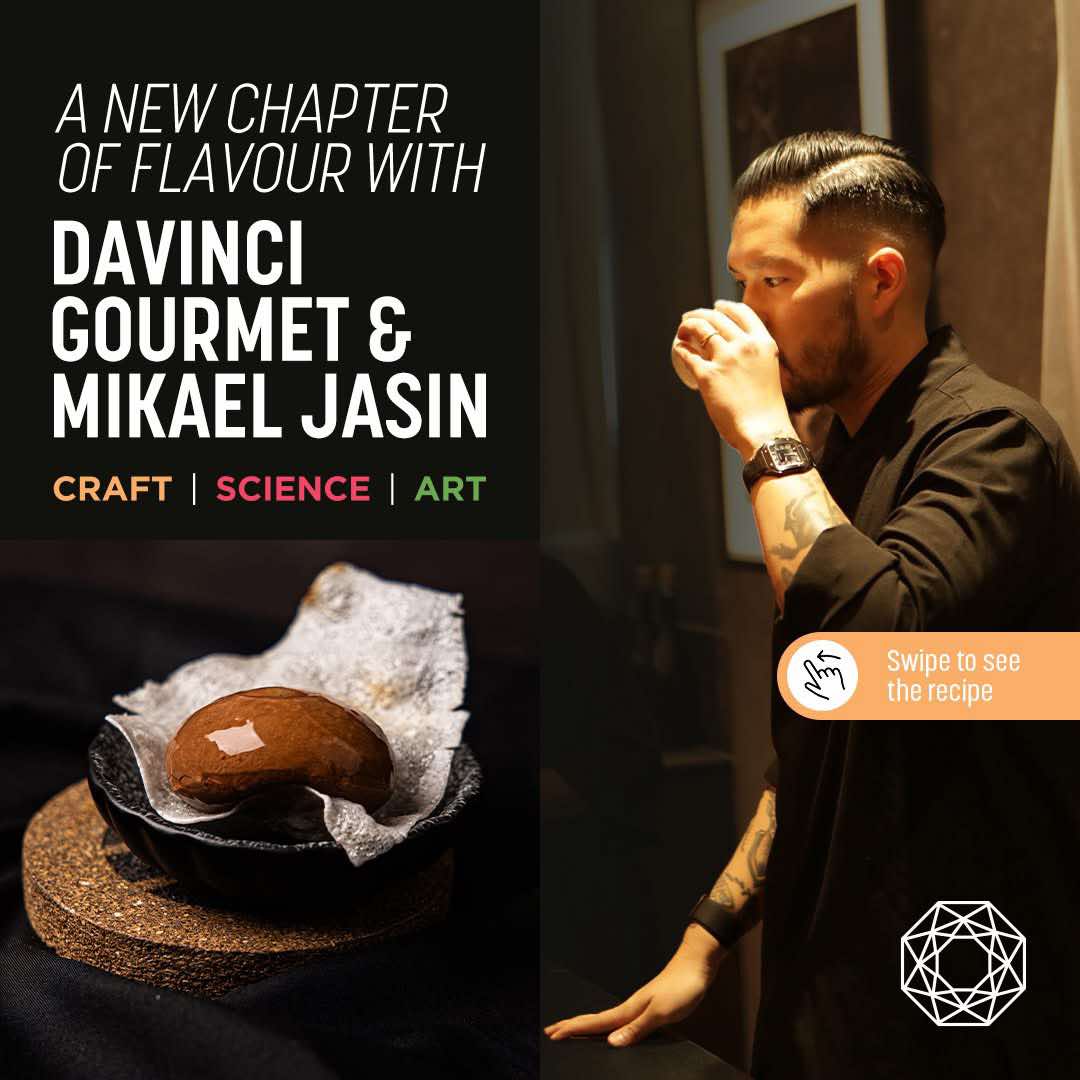 A NEW CHAPTER
OF FLAVOUR WITH
DAVINCI
GOURMET &
MIKAEL JASIN
CRAFT | SCIENCE | ART
Swipe to see
the recipe